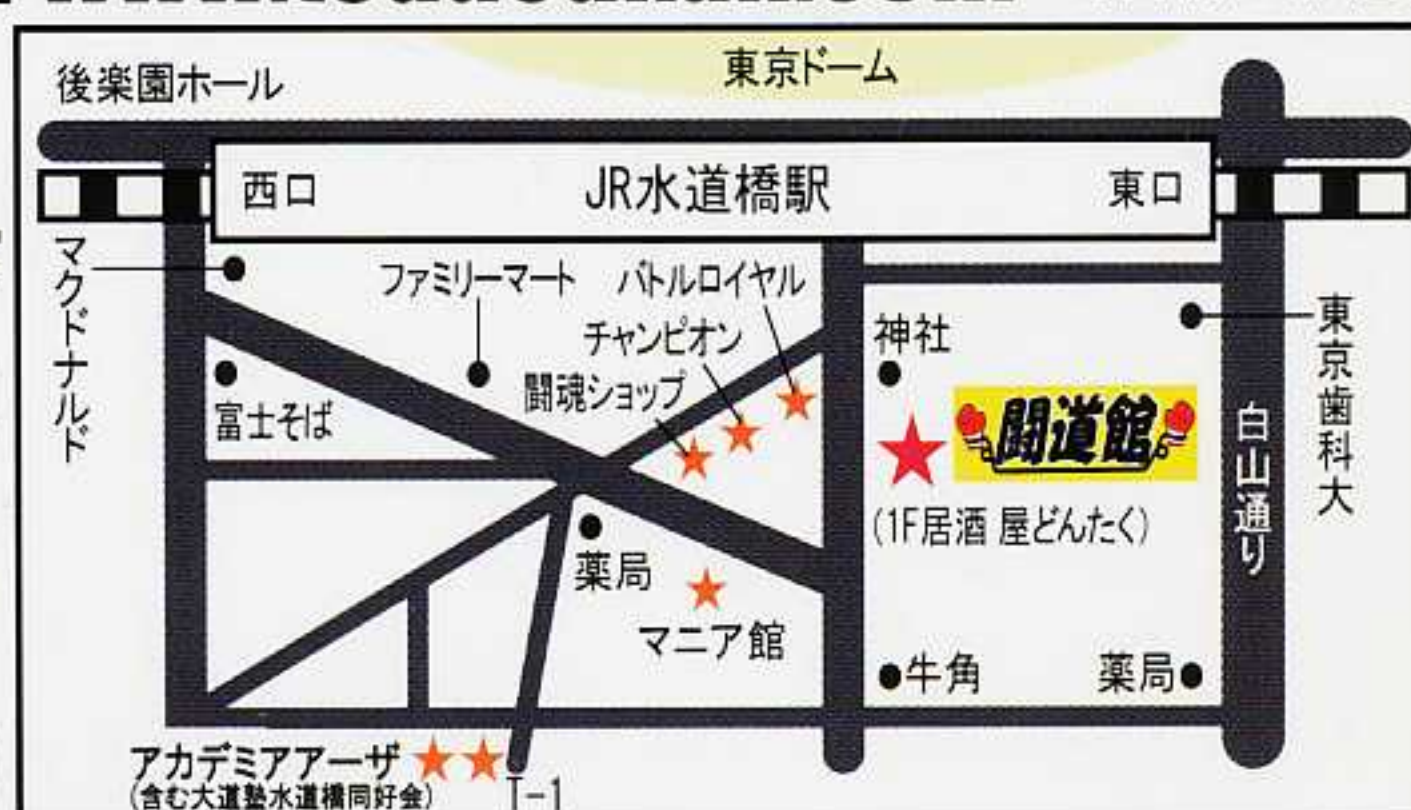 後楽園ホール
東京ドーム
西口
JR水道橋駅
東口
マクドナルド
ファミリーマート
バトルロイヤル
チャンピオン
闘魂ショップ
神社
東京歯科大
富士そば
闘道館
白山通り
(1F居酒 屋どんたく)
薬局
マニア館
牛角
薬局
アカデミアアーザ
(含む大道塾水道橋同好会)